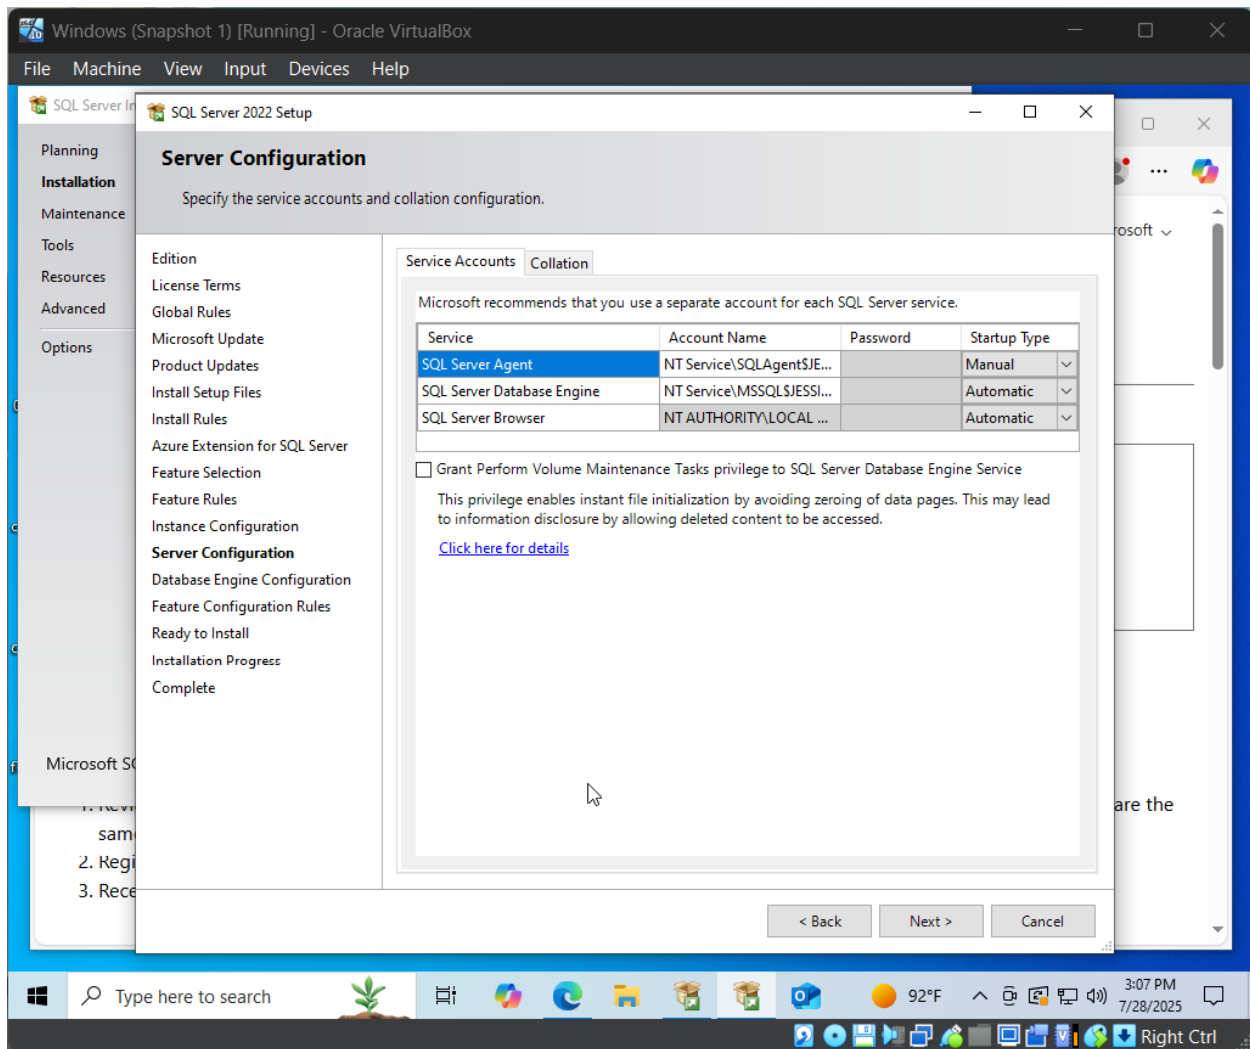 Windows (Snapshot 1) [Running] - Oracle VirtualBox
File Machine View Input Devices Help
SQL Server In
SQL Server 2022 Setup
Planning
Installation
Maintenance
Tools
Resources
Advanced
Options
Microsoft SQ
Server Configuration
Specify the service accounts and collation configuration.
Edition
License Terms
Global Rules
Microsoft Update
Product Updates
Install Setup Files
Install Rules
Azure Extension for SQL Server
Feature Selection
Feature Rules
Instance Configuration
Server Configuration
Database Engine Configuration
Feature Configuration Rules
Ready to Install
Installation Progress
Complete
Service Accounts Collation
Microsoft recommends that you use a separate account for each SQL Server service.
Service Account Name Password Startup Type
SQL Server Agent NT Service\SQLAgent$JE... Manual
SQL Server Database Engine NT Service\MSSQL$JESSI... Automatic
SQL Server Browser NT AUTHORITY\LOCAL ... Automatic
Grant Perform Volume Maintenance Tasks privilege to SQL Server Database Engine Service
This privilege enables instant file initialization by avoiding zeroing of data pages. This may lead
to information disclosure by allowing deleted content to be accessed.
Click here for details
< Back Next > Cancel
rosoft
are the
sam
2. Regi
3. Rece
Type here to search
92°F
3:07 PM
7/28/2025
Right Ctrl